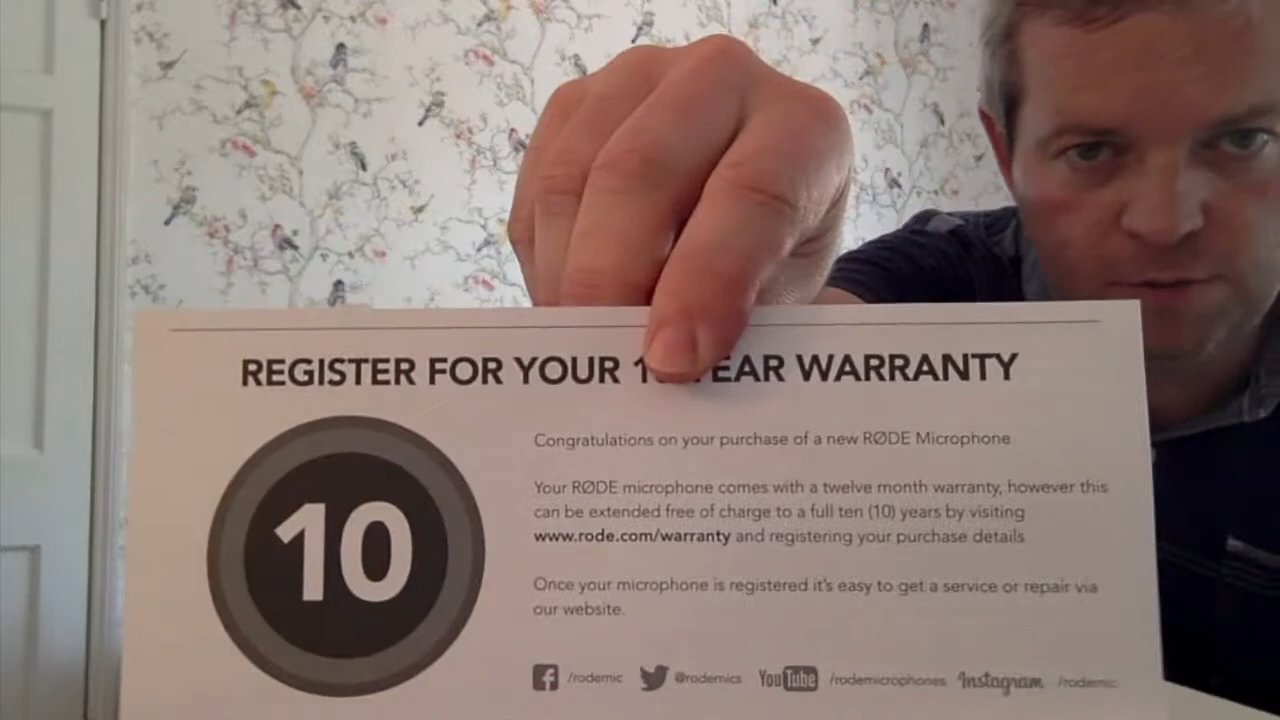 REGISTER FOR YOUR 1 EAR WARRANTY
10
Congratulations on your purchase of a new RØDE Microphone
Your RØDE microphone comes with a twelve month warranty, however this
can be extended free of charge to a full ten (10) years by visiting
www.rode.com/warranty and registering your purchase details
Once your microphone is registered it's easy to get a service or repair via
our website.
/rodemic @rodemics YouTube /rodemicrophones Instagram /rodemic